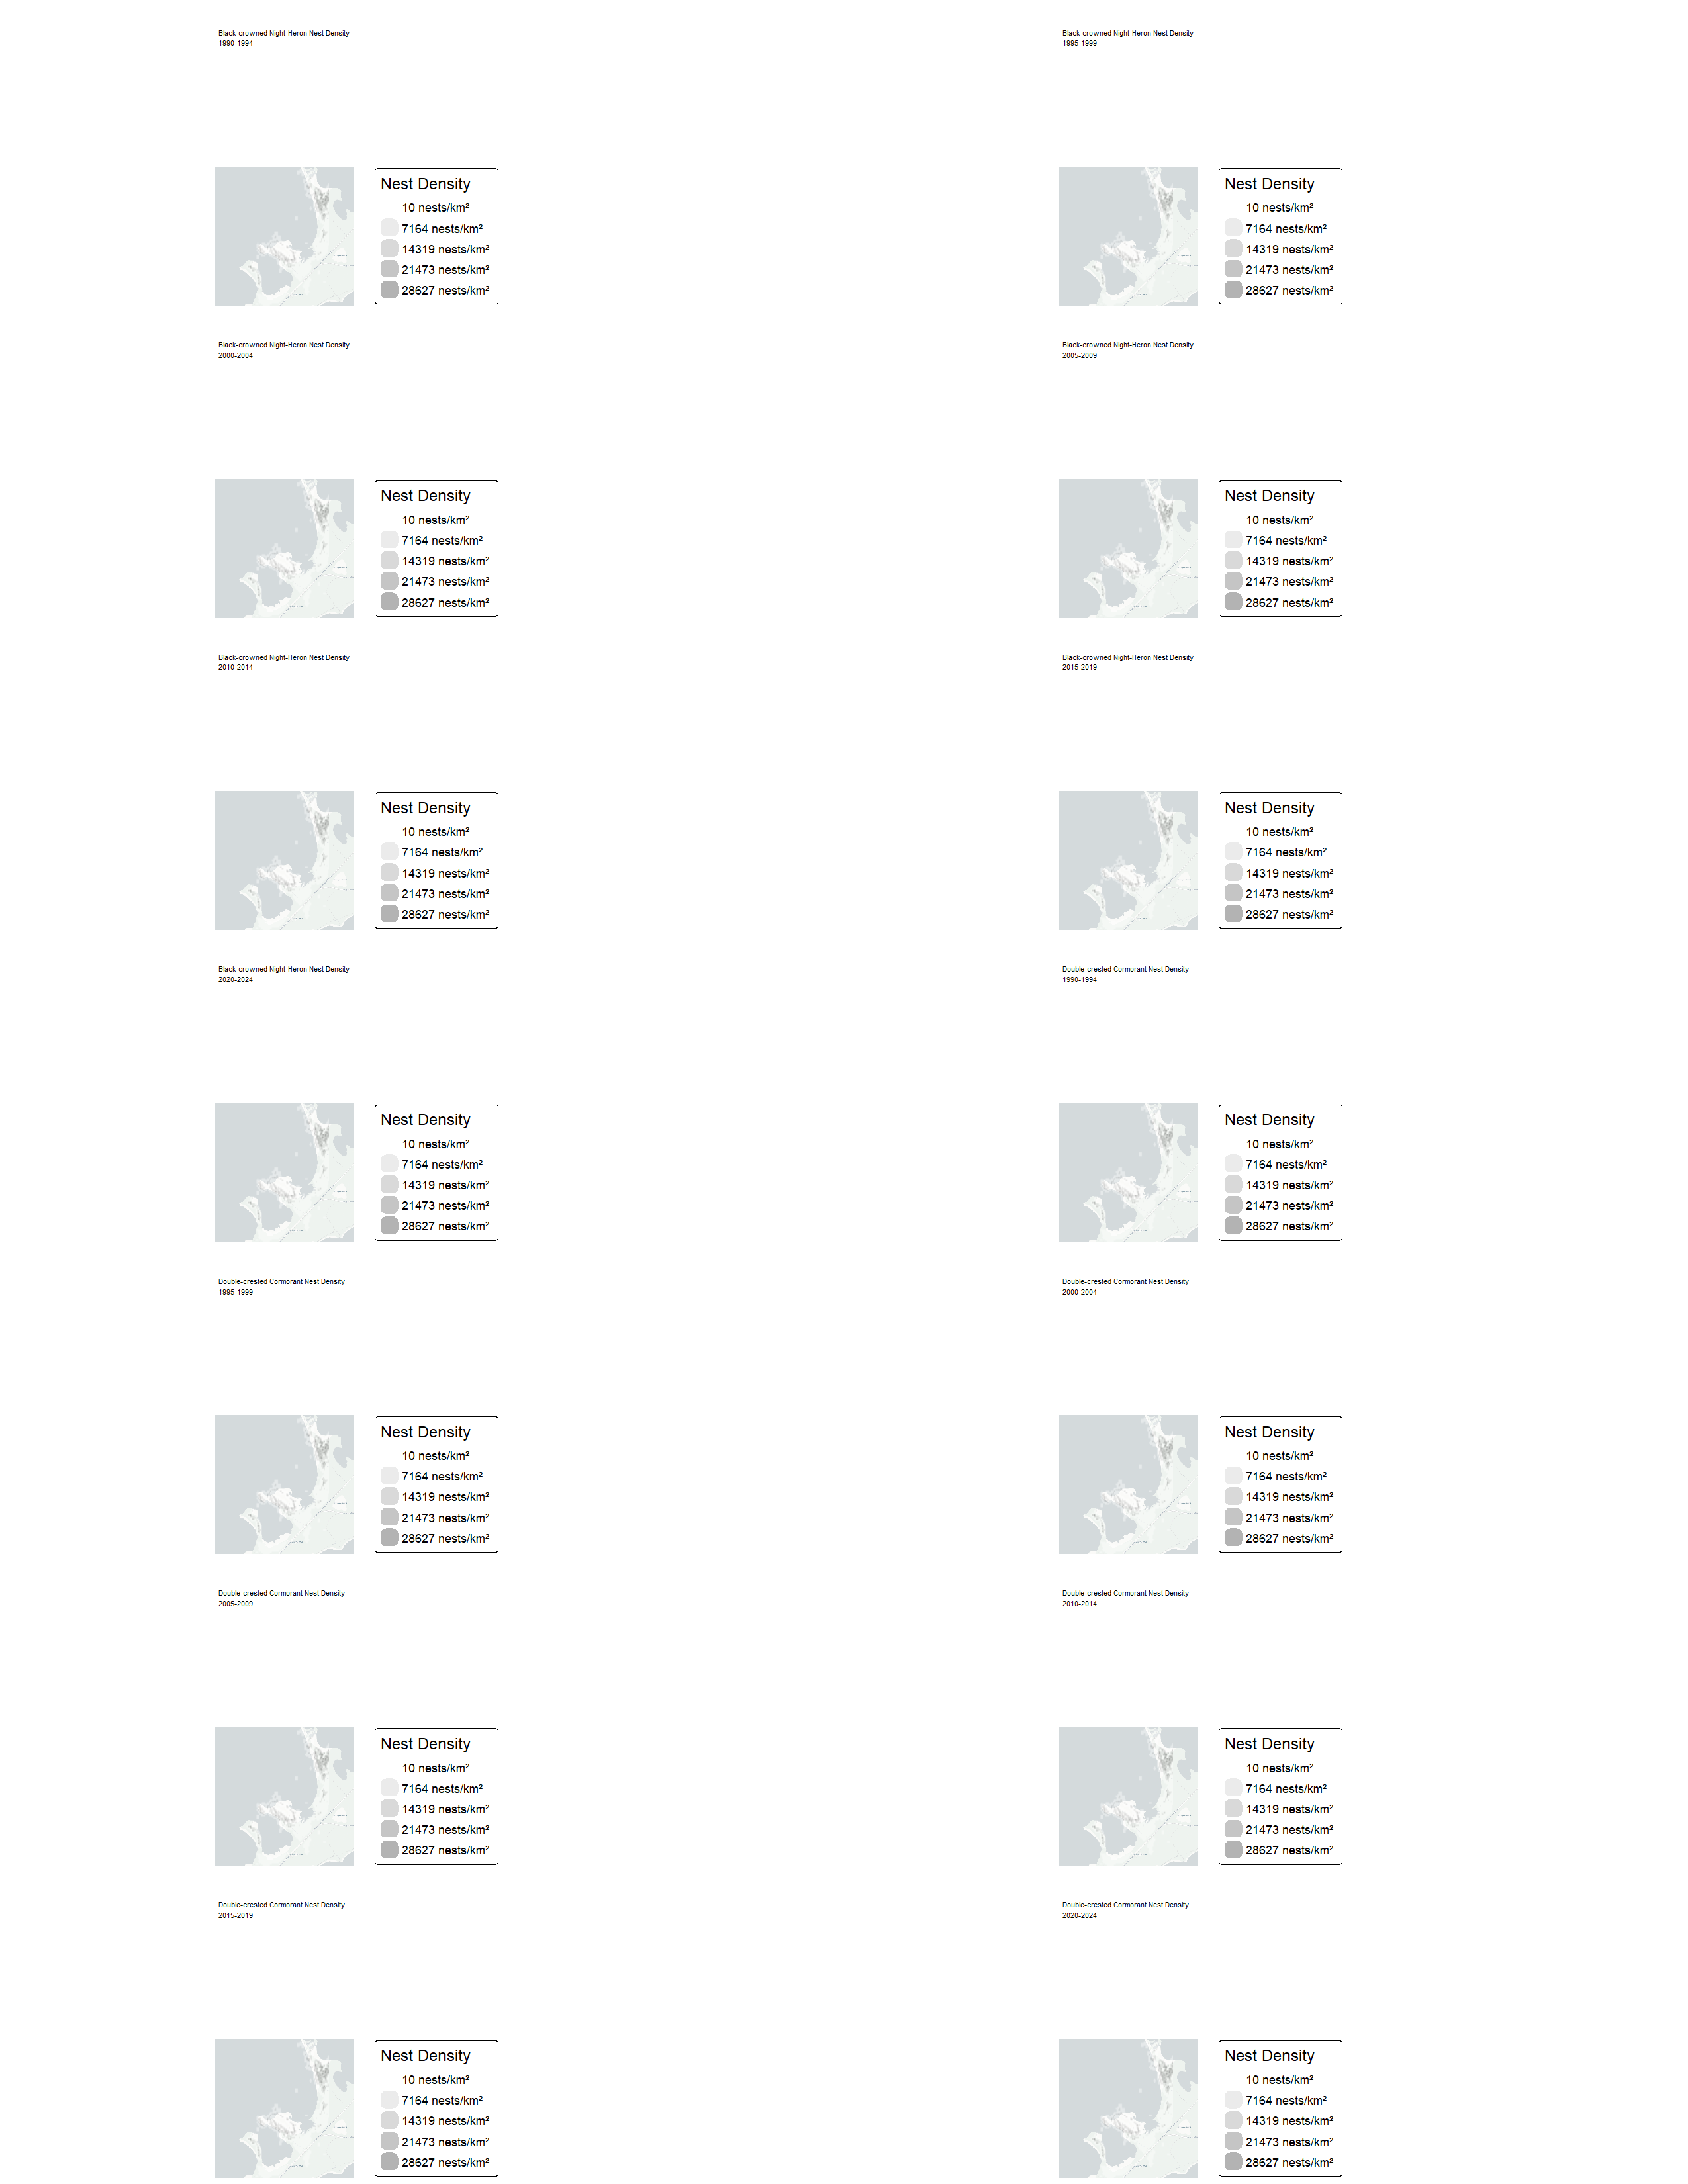 Black-crowned Night-Heron Nest Density
1990-1994
Nest Density
10 nests/km²
7164 nests/km²
14319 nests/km²
21473 nests/km²
28627 nests/km²
Black-crowned Night-Heron Nest Density
1995-1999
Nest Density
10 nests/km²
7164 nests/km²
14319 nests/km²
21473 nests/km²
28627 nests/km²
Black-crowned Night-Heron Nest Density
2000-2004
Nest Density
10 nests/km²
7164 nests/km²
14319 nests/km²
21473 nests/km²
28627 nests/km²
Black-crowned Night-Heron Nest Density
2005-2009
Nest Density
10 nests/km²
7164 nests/km²
14319 nests/km²
21473 nests/km²
28627 nests/km²
Black-crowned Night-Heron Nest Density
2010-2014
Nest Density
10 nests/km²
7164 nests/km²
14319 nests/km²
21473 nests/km²
28627 nests/km²
Black-crowned Night-Heron Nest Density
2015-2019
Nest Density
10 nests/km²
7164 nests/km²
14319 nests/km²
21473 nests/km²
28627 nests/km²
Black-crowned Night-Heron Nest Density
2020-2024
Nest Density
10 nests/km²
7164 nests/km²
14319 nests/km²
21473 nests/km²
28627 nests/km²
Double-crested Cormorant Nest Density
1990-1994
Nest Density
10 nests/km²
7164 nests/km²
14319 nests/km²
21473 nests/km²
28627 nests/km²
Double-crested Cormorant Nest Density
1995-1999
Nest Density
10 nests/km²
7164 nests/km²
14319 nests/km²
21473 nests/km²
28627 nests/km²
Double-crested Cormorant Nest Density
2000-2004
Nest Density
10 nests/km²
7164 nests/km²
14319 nests/km²
21473 nests/km²
28627 nests/km²
Double-crested Cormorant Nest Density
2005-2009
Nest Density
10 nests/km²
7164 nests/km²
14319 nests/km²
21473 nests/km²
28627 nests/km²
Double-crested Cormorant Nest Density
2010-2014
Nest Density
10 nests/km²
7164 nests/km²
14319 nests/km²
21473 nests/km²
28627 nests/km²
Double-crested Cormorant Nest Density
2015-2019
Nest Density
10 nests/km²
7164 nests/km²
14319 nests/km²
21473 nests/km²
28627 nests/km²
Double-crested Cormorant Nest Density
2020-2024
Nest Density
10 nests/km²
7164 nests/km²
14319 nests/km²
21473 nests/km²
28627 nests/km²